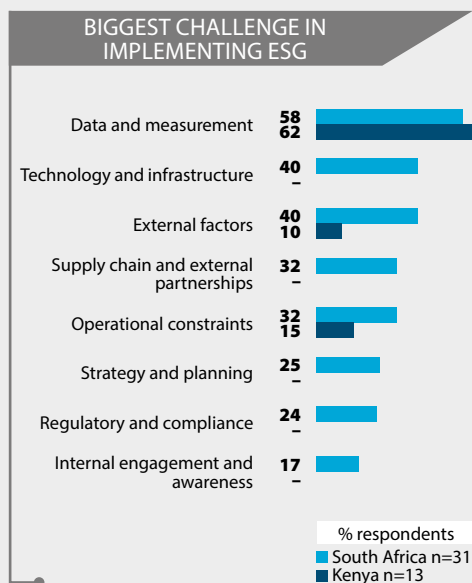 BIGGEST CHALLENGE IN
IMPLEMENTING ESG
Data and measurement
58
62
Technology and infrastructure
40
–
External factors
40
10
Supply chain and external
partnerships
32
–
Operational constraints
32
15
Strategy and planning
25
–
Regulatory and compliance
24
–
Internal engagement and
awareness
17
–
% respondents
South Africa n=31
Kenya n=13